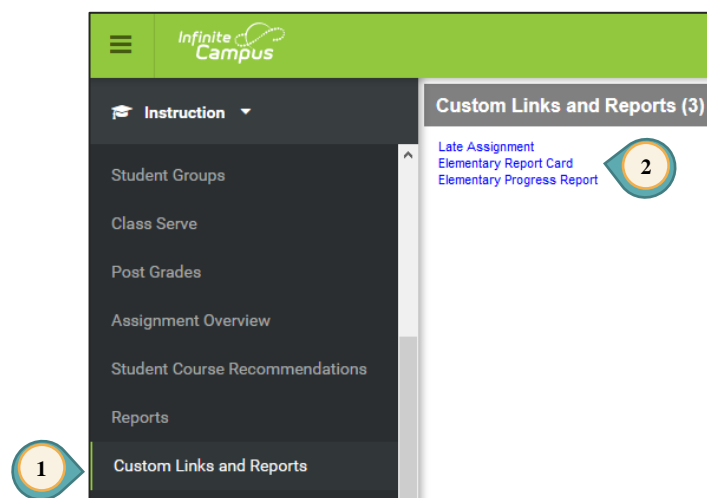 Infinite
Campus
Instruction
Custom Links and Reports (3)
Late Assignment
Elementary Report Card
Elementary Progress Report
2
Student Groups
Class Serve
Post Grades
Assignment Overview
Student Course Recommendations
Reports
1
Custom Links and Reports